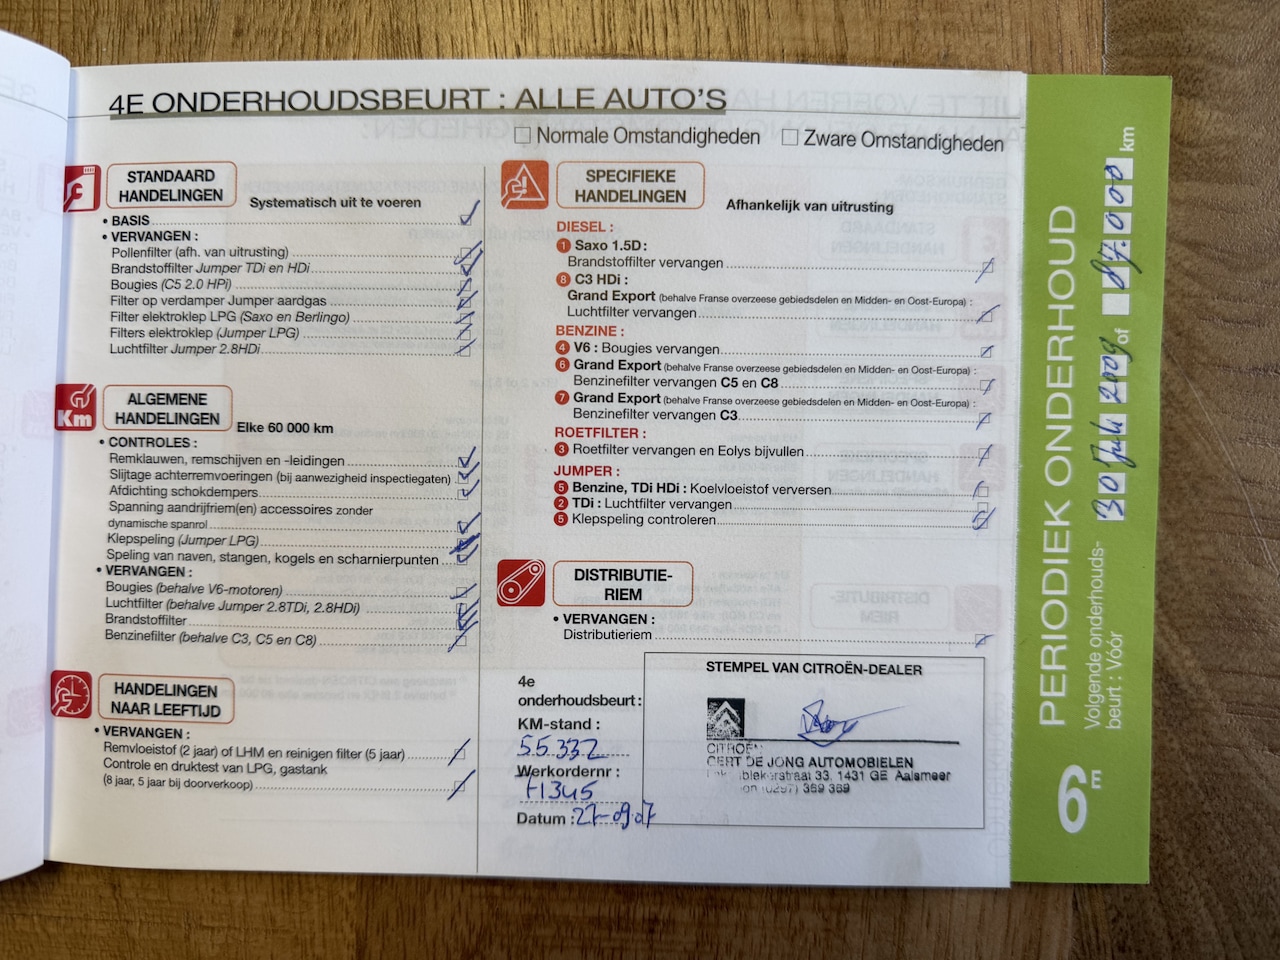 4E ONDERHOUDSBEURT : ALLE AUTO'S
Normale Omstandigheden Zware Omstandigheden
STANDAARD
HANDELINGEN
Systematisch uit te voeren
• BASIS
• VERVANGEN :
Pollenfilter (afh. van uitrusting)
Brandstoffilter Jumper TDi en HDi
Bougies (C5 2.0 HPi)
Filter op verdamper Jumper aardgas
Filter elektroklep LPG (Saxo en Berlingo)
Filters elektroklep (Jumper LPG)
Luchtfilter Jumper 2.8HDi
Km
ALGEMENE
HANDELINGEN
Elke 60 000 km
• CONTROLES :
Remklauwen, remschijven en -leidingen
Slijtage achterremvoeringen (bij aanwezigheid inspectiegaten)
Afdichting schokdempers
Spanning aandrijfriem(en) accessoires zonder
dynamische spanrol
Klepspeling (Jumper LPG)
Speling van naven, stangen, kogels en scharnierpunten
• VERVANGEN :
Bougies (behalve V6-motoren)
Luchtfilter (behalve Jumper 2.8TDi, 2.8HDi)
Brandstoffilter
Benzinefilter (behalve C3, C5 en C8)
HANDELINGEN
NAAR LEEFTIJD
• VERVANGEN :
Remvloeistof (2 jaar) of LHM en reinigen filter (5 jaar)
Controle en druktest van LPG, gastank
(8 jaar, 5 jaar bij doorverkoop)
SPECIFIEKE
HANDELINGEN
Afhankelijk van uitrusting
DIESEL :
1 Saxo 1.5D :
Brandstoffilter vervangen
8 C3 HDi :
Grand Export (behalve Franse overzeese gebiedsdelen en Midden- en Oost-Europa) :
Luchtfilter vervangen
BENZINE :
4 V6 : Bougies vervangen
6 Grand Export (behalve Franse overzeese gebiedsdelen en Midden- en Oost-Europa) :
Benzinefilter vervangen C5 en C8
7 Grand Export (behalve Franse overzeese gebiedsdelen en Midden- en Oost-Europa) :
Benzinefilter vervangen C3
ROETFILTER :
3 Roetfilter vervangen en Eolys bijvullen
JUMPER :
5 Benzine, TDi HDi : Koelvloeistof verversen
2 TDi : Luchtfilter vervangen
5 Klepspeling controleren
DISTRIBUTIE-
RIEM
• VERVANGEN :
Distributieriem
4e
onderhoudsbeurt :
KM-stand :
55.332
Werkordernr :
Datum : 27-09-07
STEMPEL VAN CITROËN-DEALER
CITROËN
GERT DE JONG AUTOMOBIELEN
33, 1431 GE Aalsmeer
(0297) 369 369
PERIODIEK ONDERHOUD
6E
Volgende onderhouds-
beurt : Vóór
30 Juli 2009 of 87.000 km